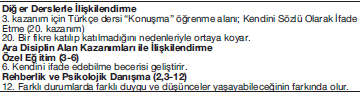 Diğer Derslerle İlişkilendirme
3. kazanım için Türkçe dersi “Konuşma” öğrenme alanı; Kendini Sözlü Olarak İfade
Etme (20. kazanım)
20. Bir fikre katılıp katılmadığını nedenleriyle ortaya koyar.
Ara Disiplin Alan Kazanımları ile İlişkilendirme
Özel Eğitim (3-6)
6. Kendini ifade edebilme becerisi geliştirir.
Rehberlik ve Psikolojik Danışma (2,3-12)
12. Farklı durumlarda farklı duygu ve düşünceler yaşayabileceğinin farkında olur.